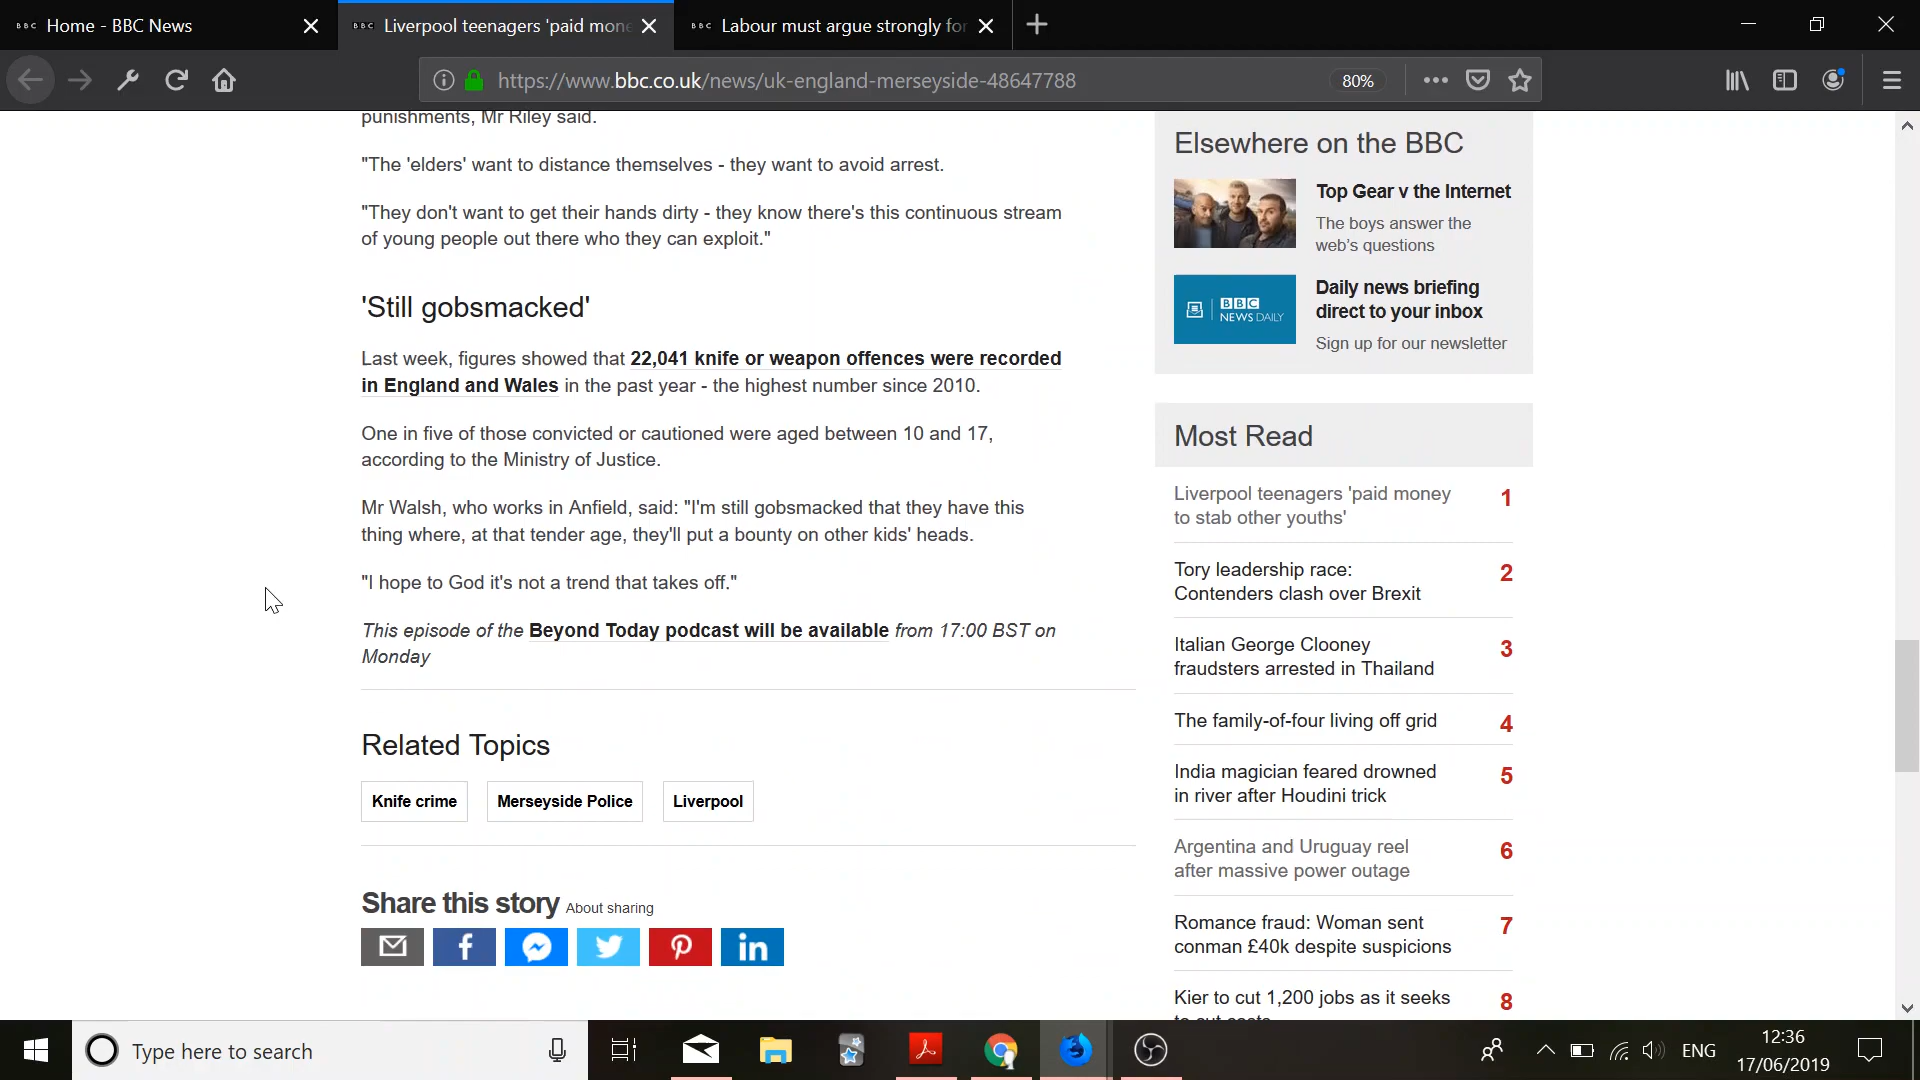 BBC Home - BBC News
BBC Liverpool teenagers 'paid mone
BBC Labour must argue strongly for
https://www.bbc.co.uk/news/uk-england-merseyside-48647788
80%
punishments, Mr Riley said.
"The 'elders' want to distance themselves - they want to avoid arrest.
"They don't want to get their hands dirty - they know there's this continuous stream
of young people out there who they can exploit."
'Still gobsmacked'
Last week, figures showed that 22,041 knife or weapon offences were recorded
in England and Wales in the past year - the highest number since 2010.
One in five of those convicted or cautioned were aged between 10 and 17,
according to the Ministry of Justice.
Mr Walsh, who works in Anfield, said: "I'm still gobsmacked that they have this
thing where, at that tender age, they'll put a bounty on other kids' heads.
"I hope to God it's not a trend that takes off."
This episode of the Beyond Today podcast will be available from 17:00 BST on
Monday
Related Topics
Knife crime
Merseyside Police
Liverpool
Share this story About sharing
Elsewhere on the BBC
Top Gear v the Internet
The boys answer the
web's questions
BBC
NEWS DAILY
Daily news briefing
direct to your inbox
Sign up for our newsletter
Most Read
Liverpool teenagers 'paid money
to stab other youths'
1
Tory leadership race:
Contenders clash over Brexit
2
Italian George Clooney
fraudsters arrested in Thailand
3
The family-of-four living off grid
4
India magician feared drowned
in river after Houdini trick
5
Argentina and Uruguay reel
after massive power outage
6
Romance fraud: Woman sent
conman £40k despite suspicions
7
Kier to cut 1,200 jobs as it seeks
to cut costs
8
Type here to search
ENG
12:36
17/06/2019